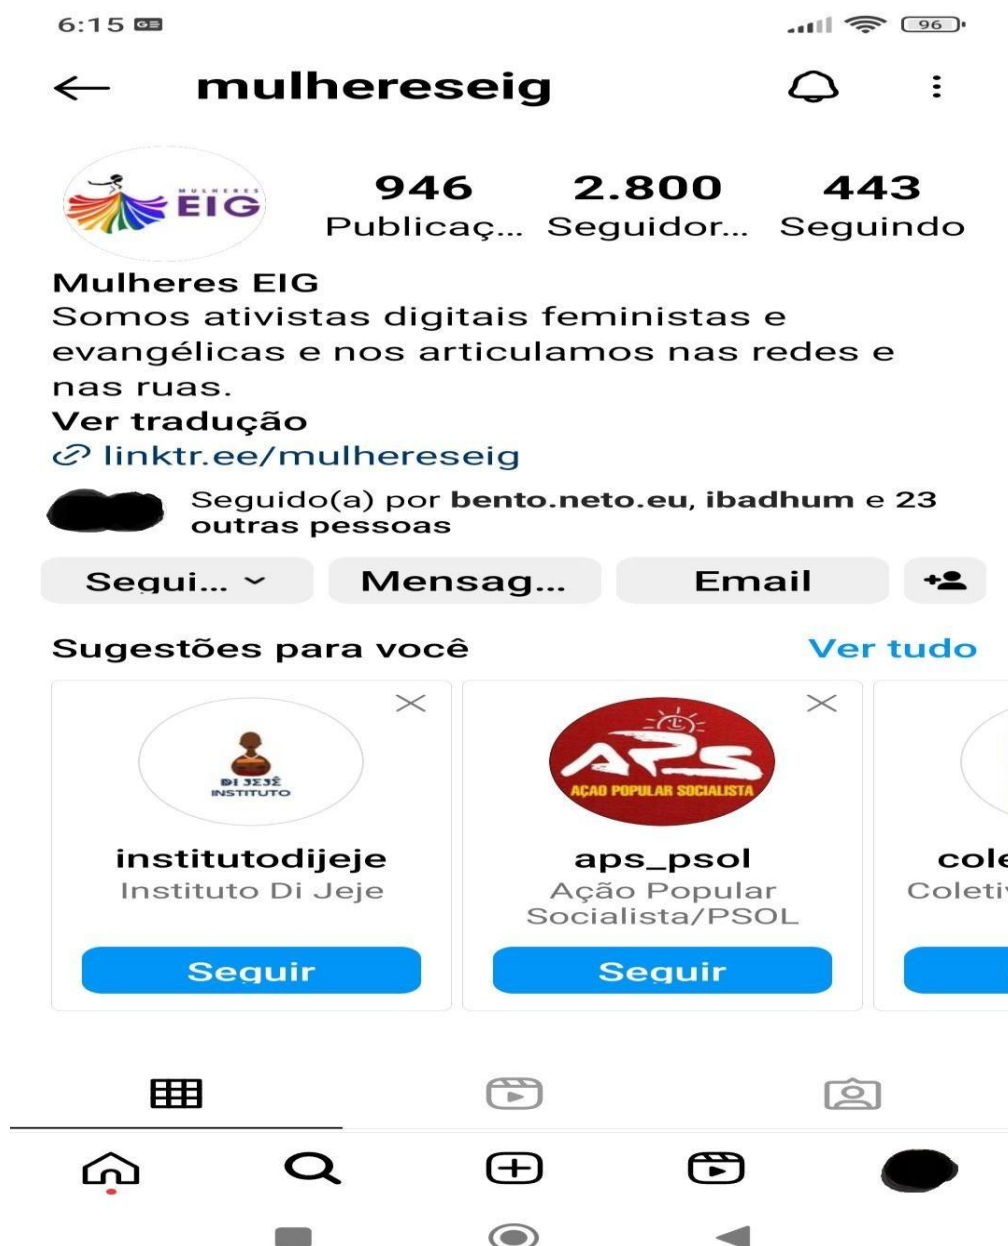 6:15
96
mulhereseig
MULHERES
EIG
946 2.800 443
Publicaç... Seguidor... Seguindo
Mulheres EIG
Somos ativistas digitais feministas e
evangélicas e nos articulamos nas redes e
nas ruas.
Ver tradução
linktr.ee/mulhereseig
Seguido(a) por bento.neto.eu, ibadhum e 23
outras pessoas
Segui... Mensag... Email
Sugestões para você Ver tudo
DI JEJÊ
INSTITUTO
APS
AÇAO POPULAR SOCIALISTA
institutodijeje aps_psol cole
Instituto Di Jeje Ação Popular Coleti
Socialista/PSOL
Seguir Seguir